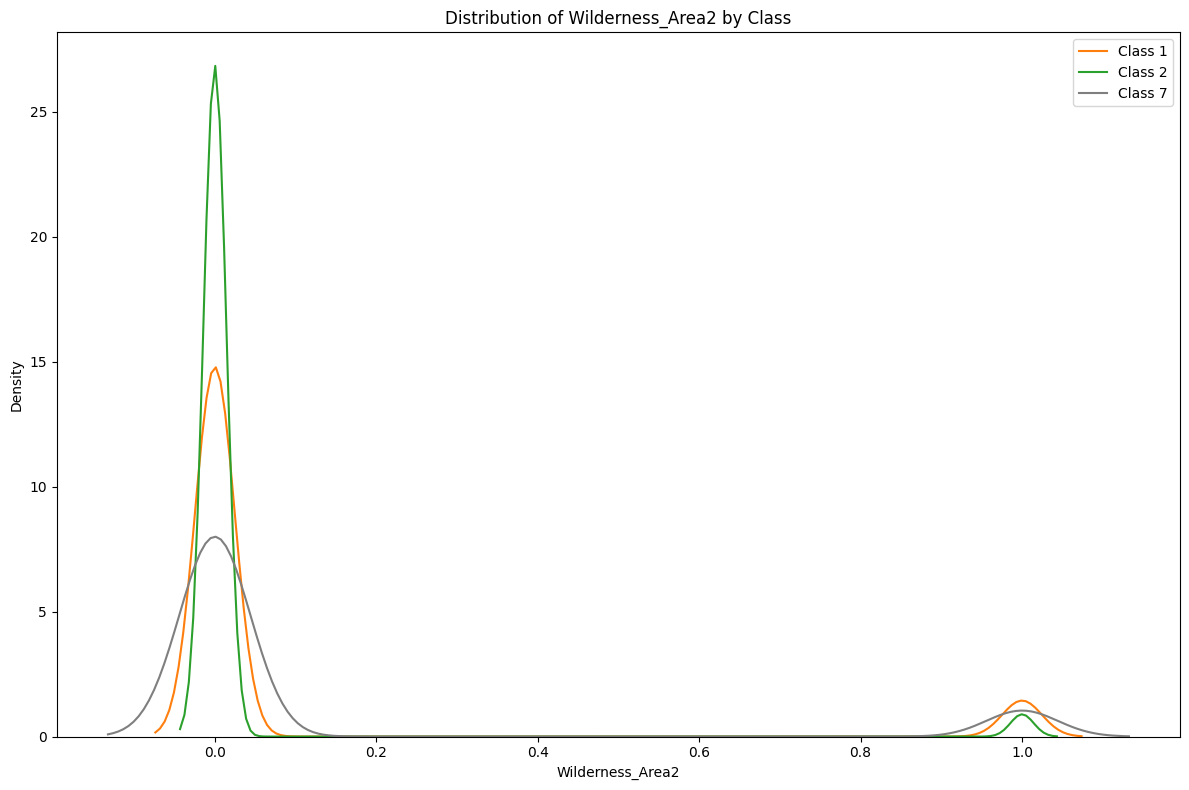 Distribution of Wilderness_Area2 by Class
Class 1
Class 2
Class 7
25
20
15
10
5
0
Density
0.0 0.2 0.4 0.6 0.8 1.0
Wilderness_Area2